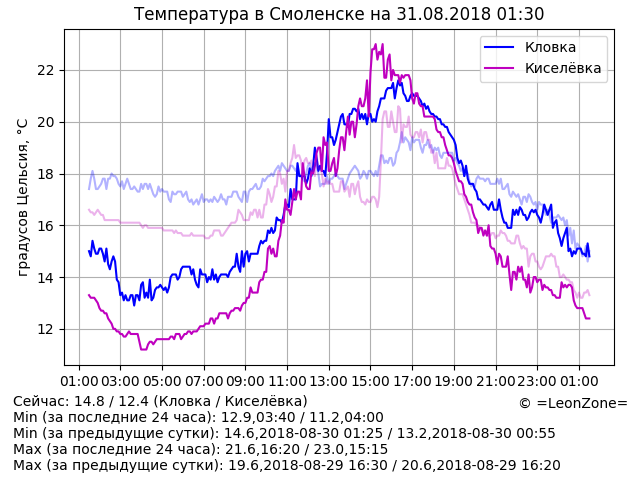 Температура в Смоленске на 31.08.2018 01:30
градусов Цельсия, °C
22
20
18
16
14
12
Кловка
Киселёвка
01:00 03:00 05:00 07:00 09:00 11:00 13:00 15:00 17:00 19:00 21:00 23:00 01:00
Сейчас: 14.8 / 12.4 (Кловка / Киселёвка)
© =LeonZone=
Min (за последние 24 часа): 12.9,03:40 / 11.2,04:00
Min (за предыдущие сутки): 14.6,2018-08-30 01:25 / 13.2,2018-08-30 00:55
Max (за последние 24 часа): 21.6,16:20 / 23.0,15:15
Max (за предыдущие сутки): 19.6,2018-08-29 16:30 / 20.6,2018-08-29 16:20